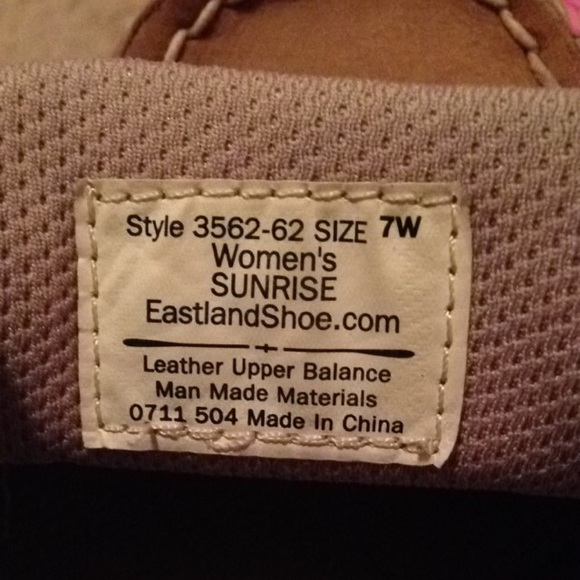 Style 3562-62 SIZE 7W
Women's
SUNRISE
EastlandShoe.com
Leather Upper Balance
Man Made Materials
0711 504 Made In China